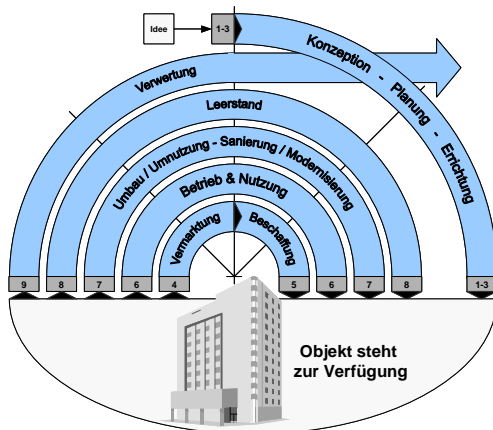 Idee
1-3
Konzeption - Planung - Errichtung
Verwertung
Leerstand
Umbau / Umnutzung - Sanierung / Modernisierung
Betrieb & Nutzung
Vermarktung
Beschaffung
9
8
7
6
4
5
6
7
8
1-3
Objekt steht
zur Verfügung